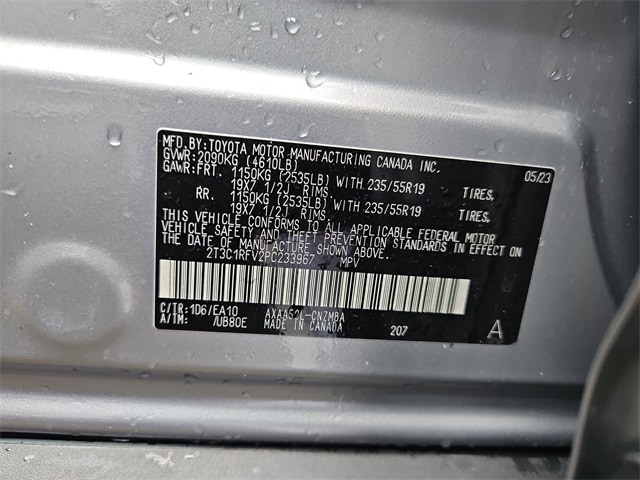 MFD.BY:TOYOTA MOTOR MANUFACTURING CANADA INC.
GVWR:2090KG (4610LB) 05/23
GAWR:FRT. 1150KG (2535LB) WITH 235/55R19 TIRES,
19X7 1/2J RIMS.
RR. 1150KG (2535LB) WITH 235/55R19 TIRES,
19X7 1/2J RIMS.
THIS VEHICLE CONFORMS TO ALL APPLICABLE FEDERAL MOTOR
VEHICLE SAFETY AND THEFT PREVENTION STANDARDS IN EFFECT ON
THE DATE OF MANUFACTURE SHOWN ABOVE.
2T3C1RFV2PC233967 MPV
C/TR:1D6/EA10 AXAA52L-CNZMBA
A/TM: /UB80E MADE IN CANADA 207 A